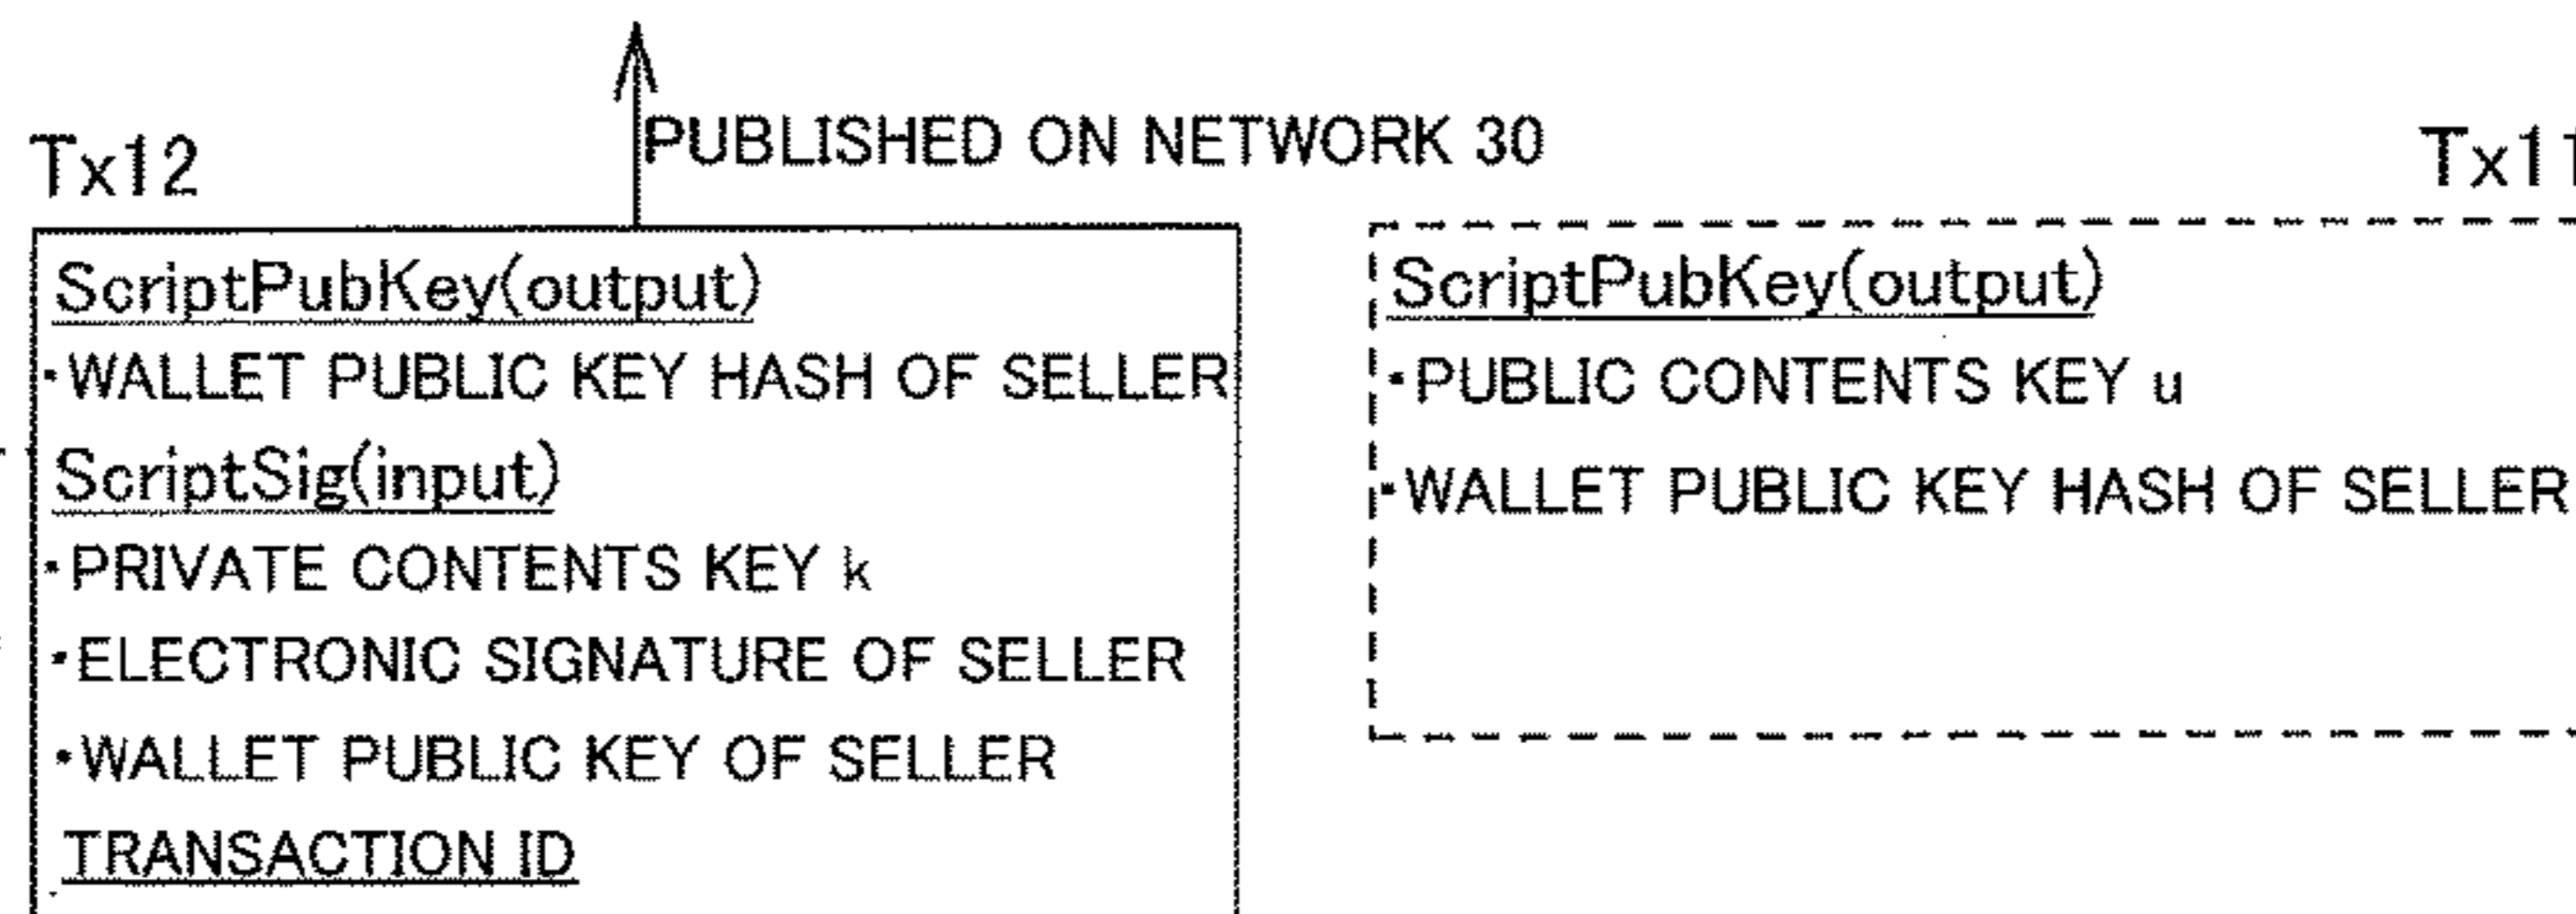 PUBLISHED ON NETWORK 30
Tx12
ScriptPubKey(output)
・WALLET PUBLIC KEY HASH OF SELLER
ScriptSig(input)
・PRIVATE CONTENTS KEY k
・ELECTRONIC SIGNATURE OF SELLER
・WALLET PUBLIC KEY OF SELLER
TRANSACTION ID
Tx11
ScriptPubKey(output)
・PUBLIC CONTENTS KEY u
・WALLET PUBLIC KEY HASH OF SELLER